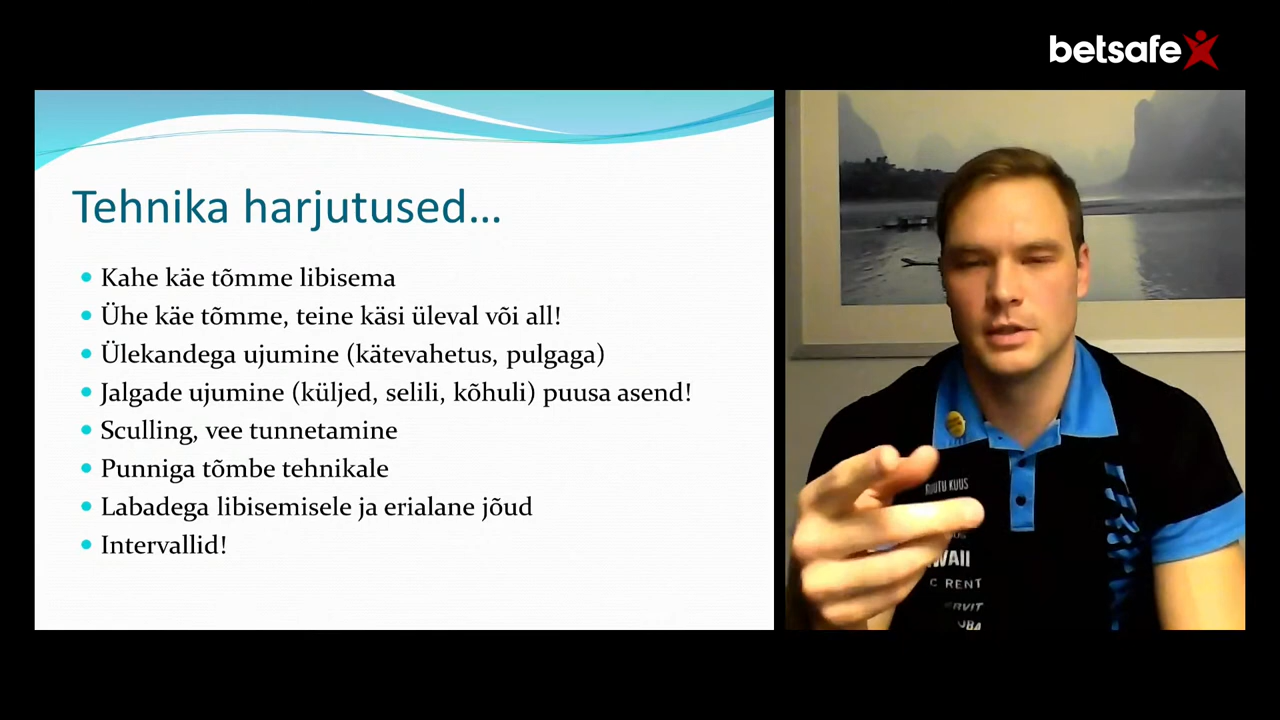 betsafe
Tehnika harjutused...
Kahe käe tõmme libisema
Ühe käe tõmme, teine käsi üleval või all!
Ülekandega ujumine (kätevahetus, pulgaga)
Jalgade ujumine (küljed, selili, kõhuli) puusa asend!
Sculling, vee tunnetamine
Punniga tõmbe tehnikale
Labadega libisemisele ja erialane jõud
Intervallid!
KUUS
RENT